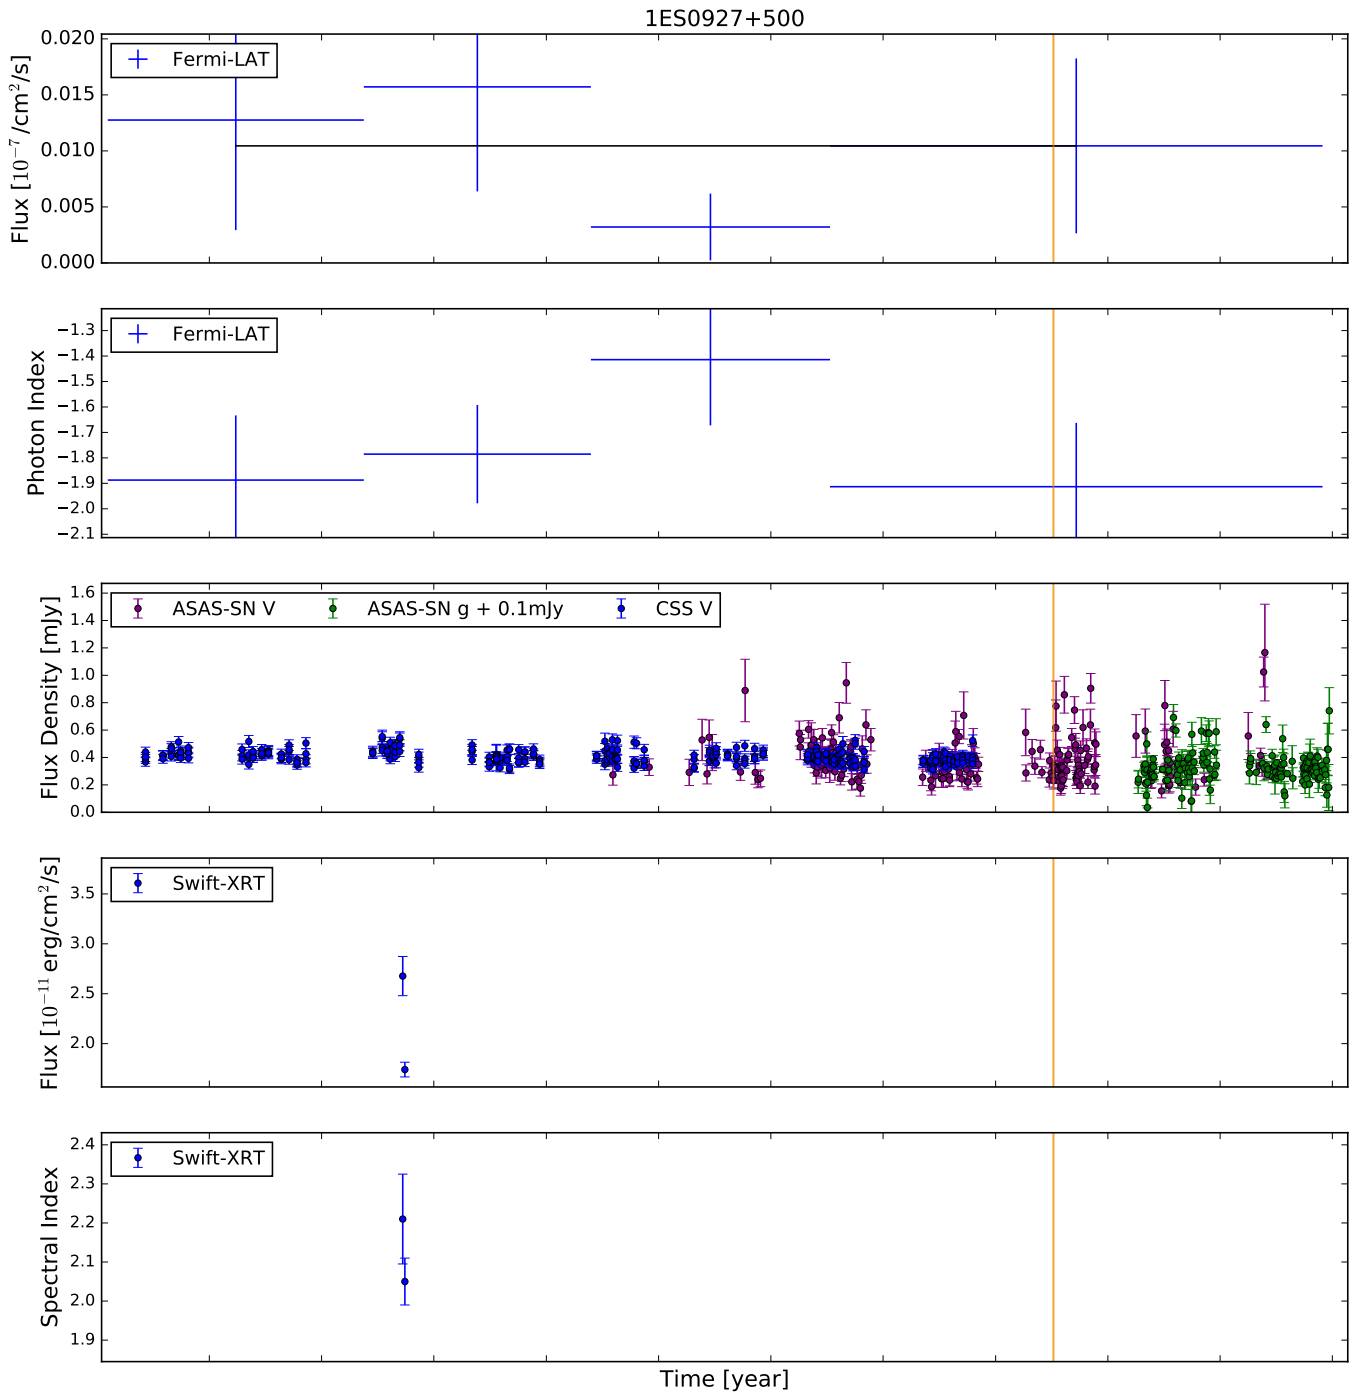 1ES0927+500
Flux [10⁻⁷ /cm²/s]
0.020
0.015
0.010
0.005
0.000
Fermi-LAT
Photon Index
−1.3
−1.4
−1.5
−1.6
−1.7
−1.8
−1.9
−2.0
−2.1
Fermi-LAT
Flux Density [mJy]
1.6
1.4
1.2
1.0
0.8
0.6
0.4
0.2
0.0
ASAS-SN V ASAS-SN g + 0.1mJy CSS V
Flux [10⁻¹¹ erg/cm²/s]
3.5
3.0
2.5
2.0
Swift-XRT
Spectral Index
2.4
2.3
2.2
2.1
2.0
1.9
Swift-XRT
Time [year]